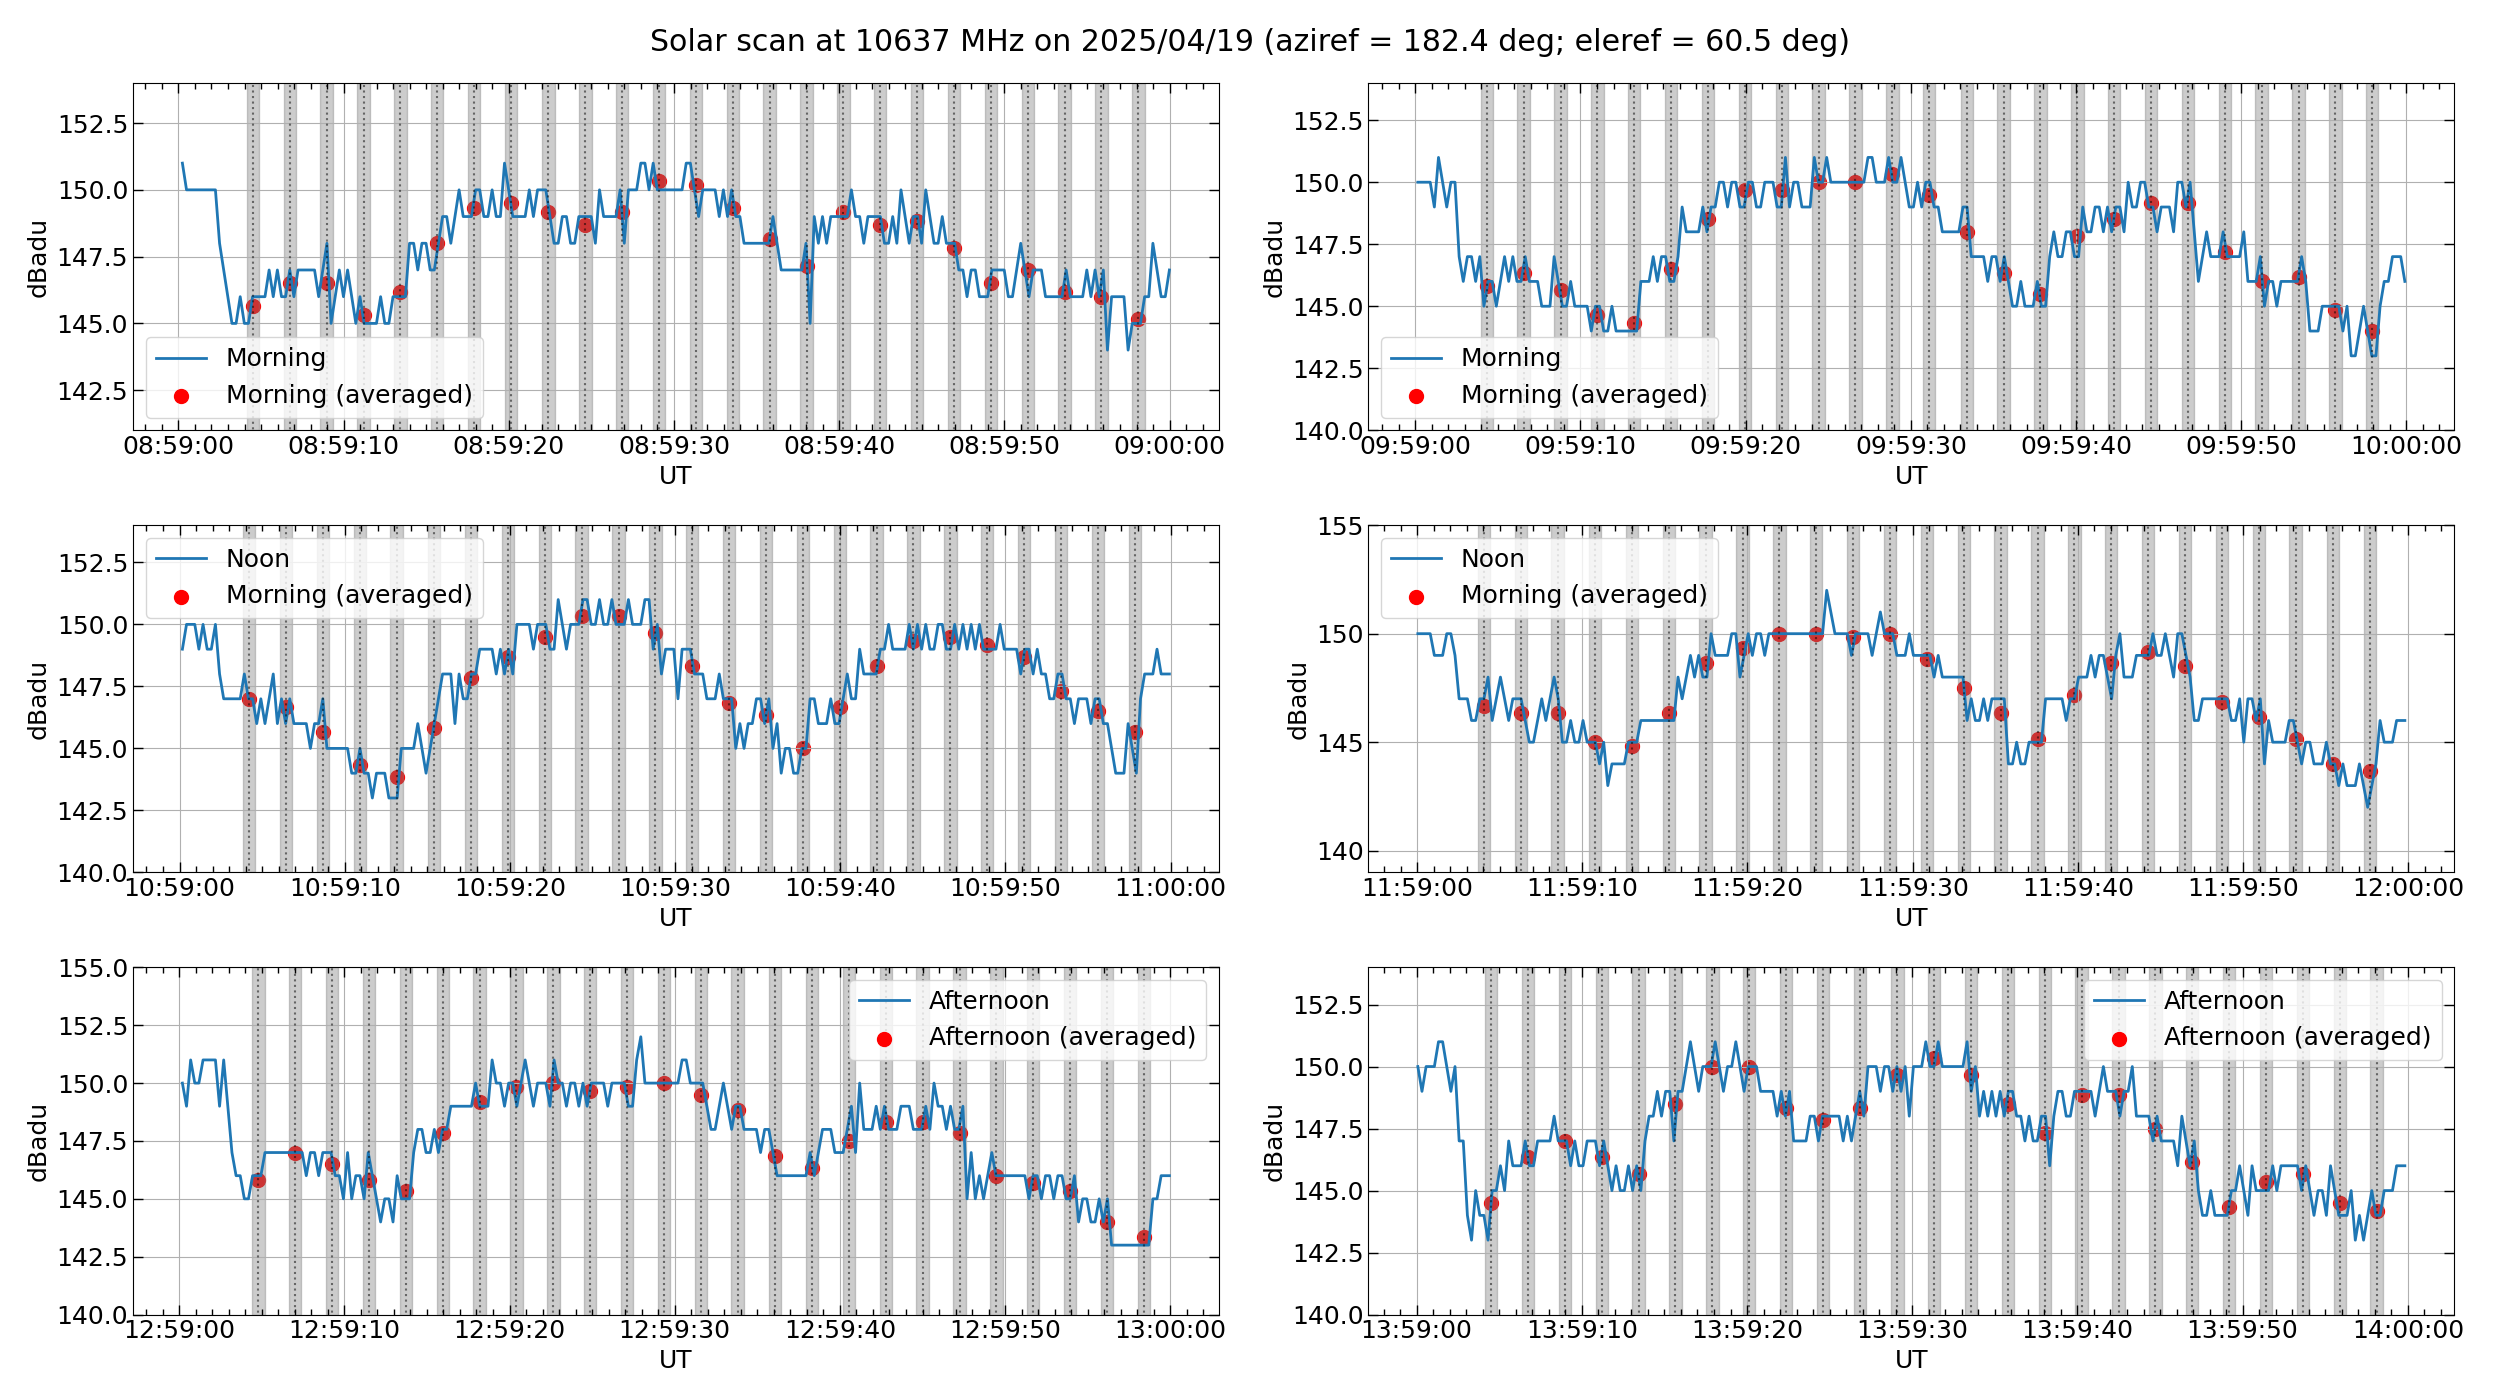 Solar scan at 10637 MHz on 2025/04/19 (aziref = 182.4 deg; eleref = 60.5 deg)
152.5
150.0
147.5
145.0
142.5
dBadu
Morning
Morning (averaged)
08:59:00 08:59:10 08:59:20 08:59:30 08:59:40 08:59:50 09:00:00
UT
152.5
150.0
147.5
145.0
142.5
140.0
dBadu
Morning
Morning (averaged)
09:59:00 09:59:10 09:59:20 09:59:30 09:59:40 09:59:50 10:00:00
UT
152.5
150.0
147.5
145.0
142.5
140.0
dBadu
Noon
Morning (averaged)
10:59:00 10:59:10 10:59:20 10:59:30 10:59:40 10:59:50 11:00:00
UT
155
150
145
140
dBadu
Noon
Morning (averaged)
11:59:00 11:59:10 11:59:20 11:59:30 11:59:40 11:59:50 12:00:00
UT
155.0
152.5
150.0
147.5
145.0
142.5
140.0
dBadu
Afternoon
Afternoon (averaged)
12:59:00 12:59:10 12:59:20 12:59:30 12:59:40 12:59:50 13:00:00
UT
152.5
150.0
147.5
145.0
142.5
140.0
dBadu
Afternoon
Afternoon (averaged)
13:59:00 13:59:10 13:59:20 13:59:30 13:59:40 13:59:50 14:00:00
UT